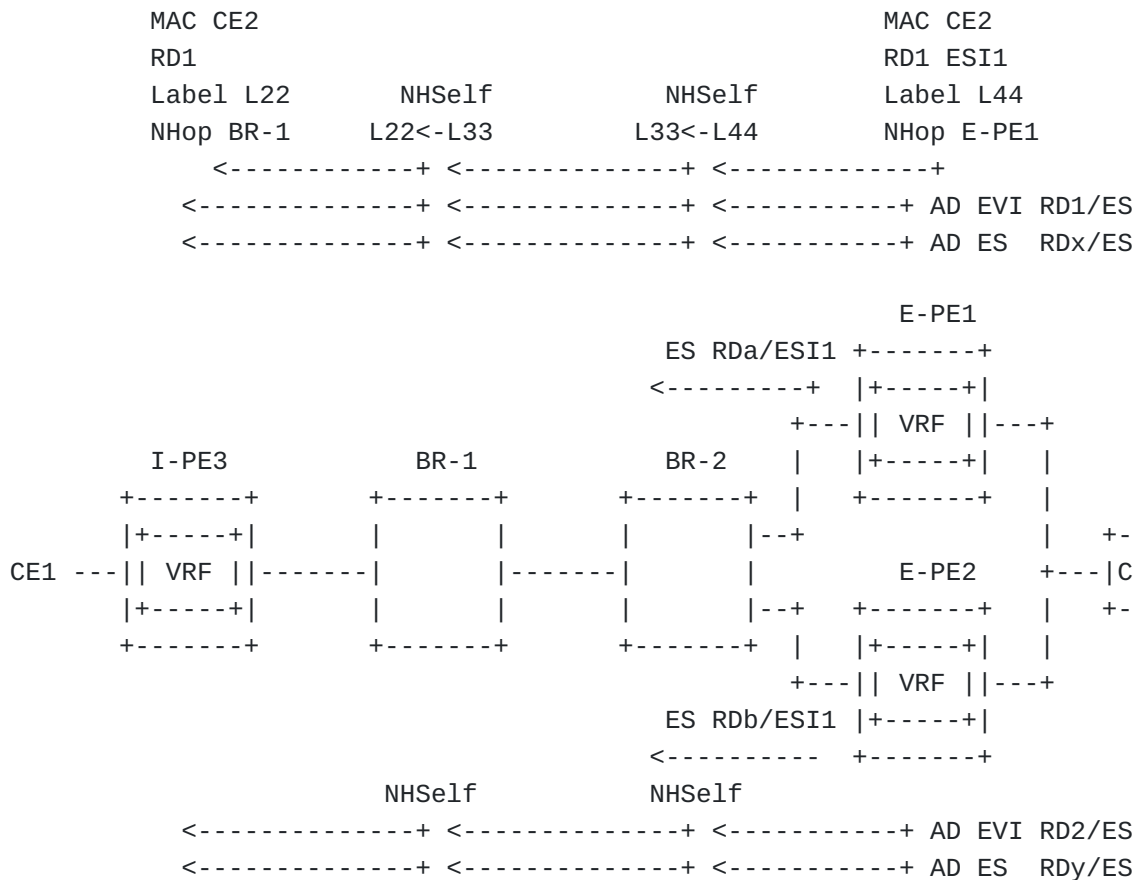 MAC CE2 MAC CE2
RD1 RD1 ESI1
Label L22 NHSelf NHSelf Label L44
NHop BR-1 L22<-L33 L33<-L44 NHop E-PE1
<-------------+ <--------------+ <-------------+
<--------------+ <--------------+ <-----------+ AD EVI RD1/ES
<--------------+ <--------------+ <-----------+ AD ES RDx/ES
E-PE1
ES RDa/ESI1 +-------+
<---------+ |+-----+|
+---|| VRF ||---+
I-PE3 BR-1 BR-2 | |+-----+| |
+-------+ +-------+ +-------+ | +-------+ |
|+-----+| | | | |--+ | +-
CE1 ---|| VRF ||-------| |-------| | E-PE2 +---|C
|+-----+| | | | |--+ +-------+ | +-
+-------+ +-------+ +-------+ | |+-----+| |
+---|| VRF ||---+
ES RDb/ESI1 |+-----+|
<---------- +-------+
NHSelf NHSelf
<--------------+ <--------------+ <-----------+ AD EVI RD2/ES
<--------------+ <--------------+ <-----------+ AD ES RDy/ES